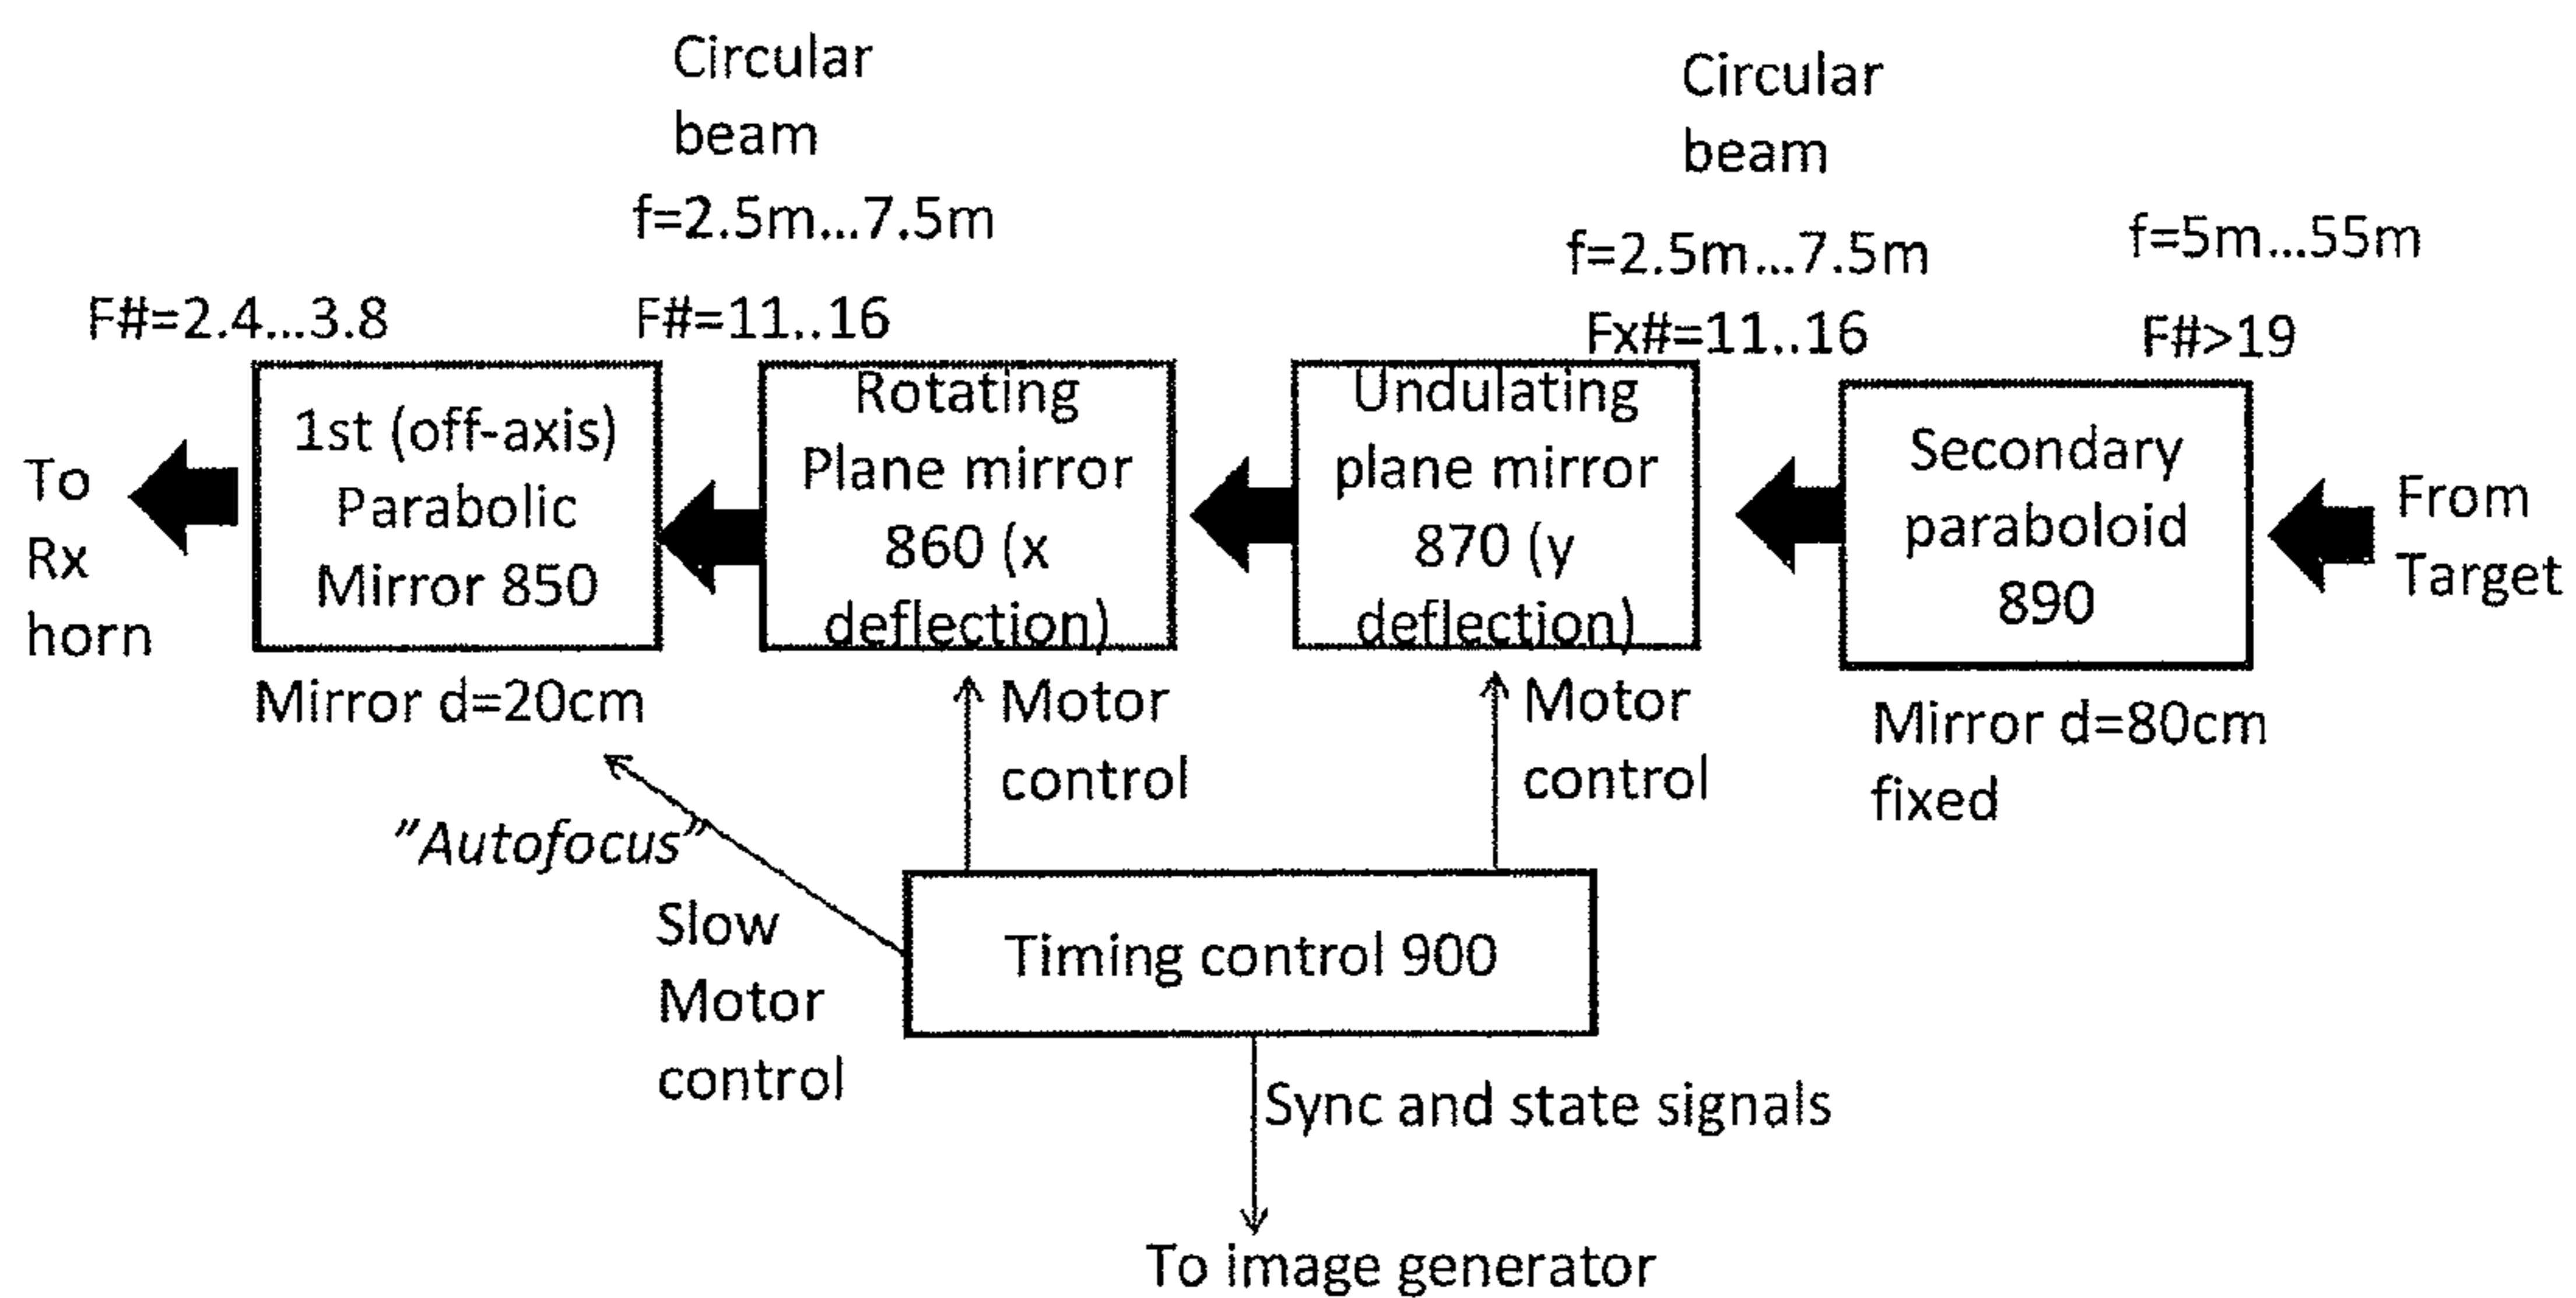 Circular
beam
f=2.5m...7.5m
Circular
beam
f=2.5m...7.5m
f=5m...55m
F#=2.4...3.8
F#=11..16
Fx#=11..16
F#>19
To
Rx
horn
1st (off-axis)
Parabolic
Mirror 850
Rotating
Plane mirror
860 (x
deflection)
Undulating
plane mirror
870 (y
deflection)
Secondary
paraboloid
890
From
Target
Mirror d=20cm
Motor
control
Motor
control
Mirror d=80cm
fixed
"Autofocus"
Slow
Motor
control
Timing control 900
Sync and state signals
To image generator